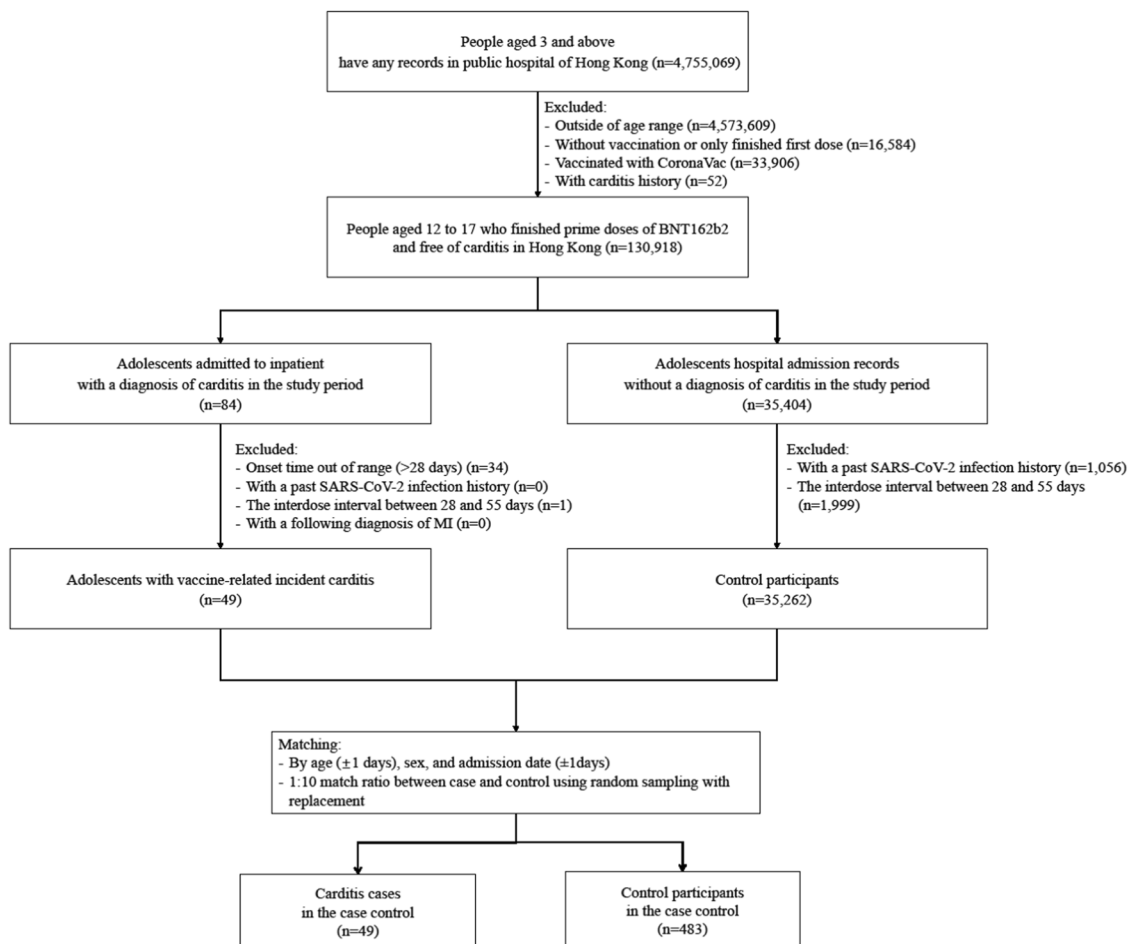 People aged 3 and above
have any records in public hospital of Hong Kong (n=4,755,069)
Excluded:
- Outside of age range (n=4,573,609)
- Without vaccination or only finished first dose (n=16,584)
- Vaccinated with CoronaVac (n=33,906)
- With carditis history (n=52)
People aged 12 to 17 who finished prime doses of BNT162b2
and free of carditis in Hong Kong (n=130,918)
Adolescents admitted to inpatient
with a diagnosis of carditis in the study period
(n=84)
Adolescents hospital admission records
without a diagnosis of carditis in the study period
(n=35,404)
Excluded:
- Onset time out of range (>28 days) (n=34)
- With a past SARS-CoV-2 infection history (n=0)
- The interdose interval between 28 and 55 days (n=1)
- With a following diagnosis of MI (n=0)
Excluded:
- With a past SARS-CoV-2 infection history (n=1,056)
- The interdose interval between 28 and 55 days
(n=1,999)
Adolescents with vaccine-related incident carditis
(n=49)
Control participants
(n=35,262)
Matching:
- By age (±1 days), sex, and admission date (±1days)
- 1:10 match ratio between case and control using random sampling with
replacement
Carditis cases
in the case control
(n=49)
Control participants
in the case control
(n=483)